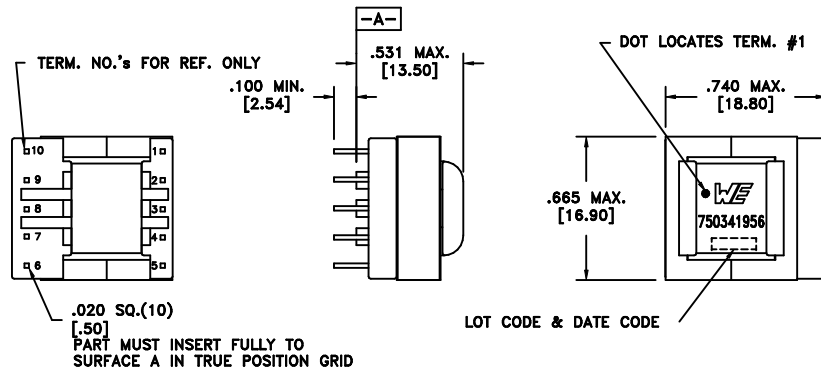 -A-
.531 MAX.
[13.50]
TERM. NO.'s FOR REF. ONLY
.100 MIN.
[2.54]
DOT LOCATES TERM. #1
.740 MAX.
[18.80]
10
9
8
7
6
1
2
3
4
5
.665 MAX.
[16.90]
WE
750341956
.020 SQ.(10)
[.50]
PART MUST INSERT FULLY TO
SURFACE A IN TRUE POSITION GRID
LOT CODE & DATE CODE